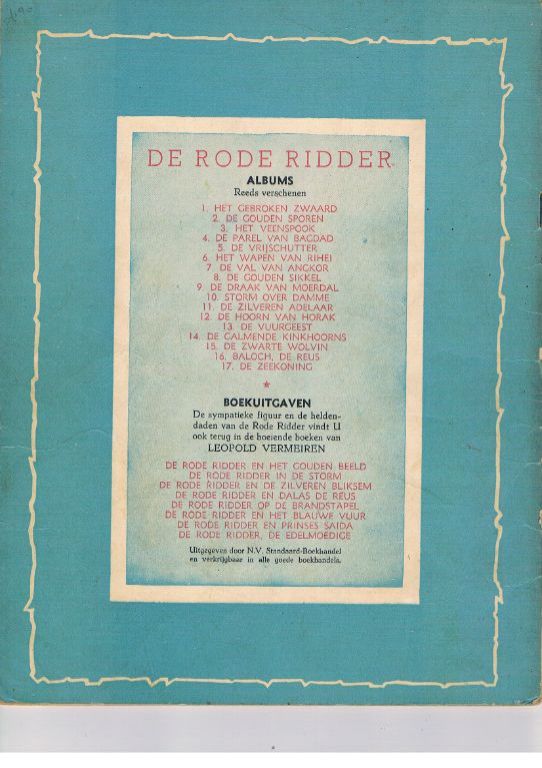 DE RODE RIDDER
ALBUMS
Reeds verschenen
1. HET GEBROKEN ZWAARD
2. DE GOUDEN SPOREN
3. HET VEENSPOOK
4. DE PAREL VAN BAGDAD
5. DE VRIJSCHUTTER
6. HET WAPEN VAN RIHEI
7. DE VAL VAN ANGKOR
8. DE GOUDEN SIKKEL
9. DE DRAAK VAN MOERDAL
10. STORM OVER DAMME
11. DE ZILVEREN ADELAAR
12. DE HOORN VAN HORAK
13. DE VUURGEEST
14. DE GALMENDE KINKHOORNS
15. DE ZWARTE WOLVIN
16. BALOCH, DE REUS
17. DE ZEEKONING
★
BOEKUITGAVEN
De sympatieke figuur en de helden-
daden van de Rode Ridder vindt U
ook terug in de boeiende boeken van
LEOPOLD VERMEIREN
DE RODE RIDDER EN HET GOUDEN BEELD
DE RODE RIDDER IN DE STORM
DE RODE RIDDER EN DE ZILVEREN BLIKSEM
DE RODE RIDDER EN DALAS DE REUS
DE RODE RIDDER OP DE BRANDSTAPEL
DE RODE RIDDER EN HET BLAUWE VUUR
DE RODE RIDDER EN PRINSES SAIDA
DE RODE RIDDER, DE EDELMOEDIGE
Uitgegeven door N.V. Standaard-Boekhandel
en verkrijgbaar in alle goede boekhandels.